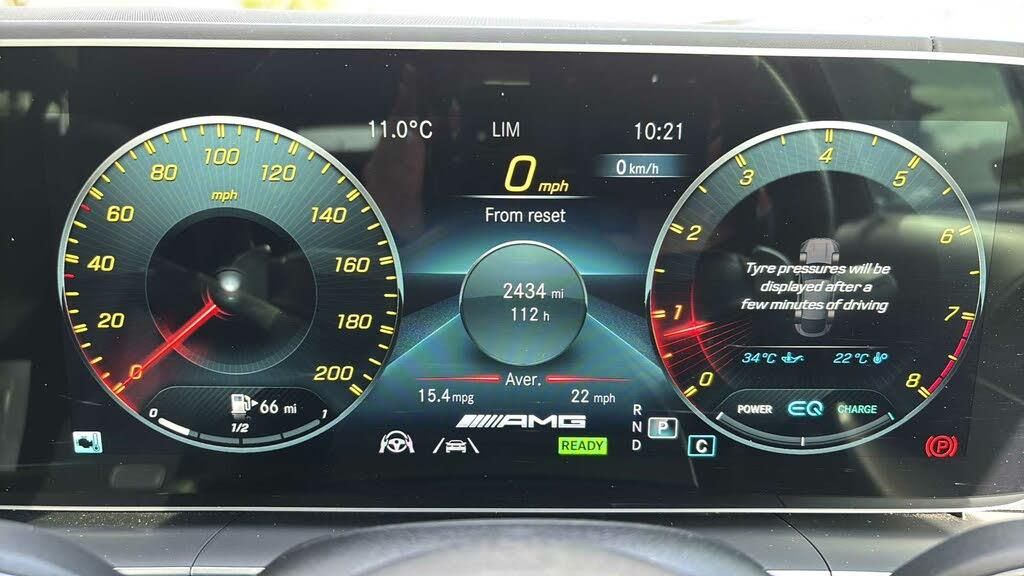 11.0°C LIM 10:21
0 mph
0 km/h
From reset
2434 mi
112 h
Aver.
15.4mpg 22 mph
AMG
READY
R
N
D
P
C
mph
0
20
40
60
80
100
120
140
160
180
200
0 1/2 1
66 mi
0
1
2
3
4
5
6
7
8
Tyre pressures will be
displayed after a
few minutes of driving
34°C 22°C
POWER EQ CHARGE
(P)